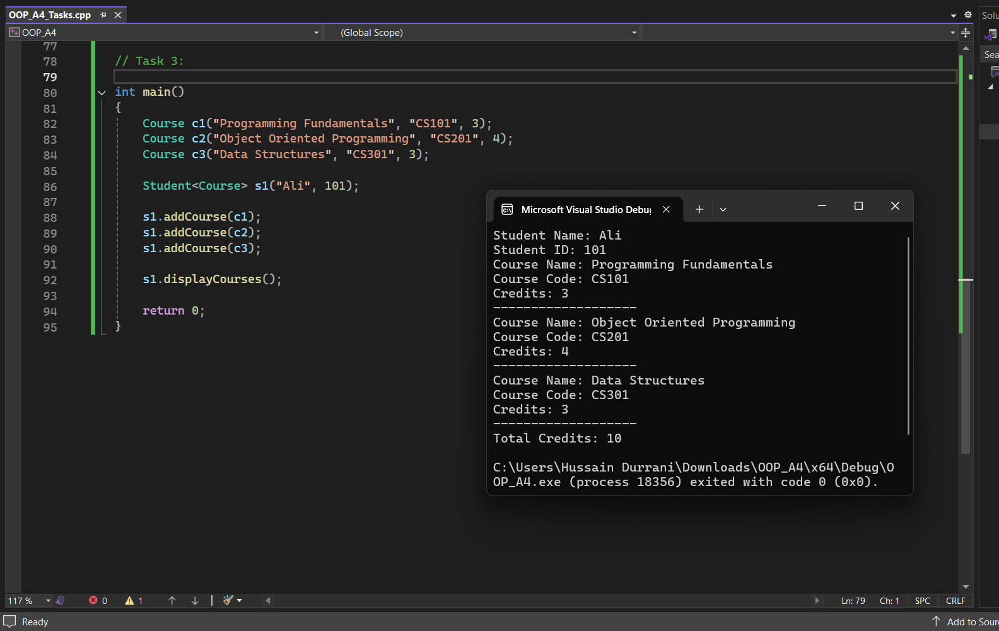 OOP_A4_Tasks.cpp
Solu
OOP_A4
(Global Scope)
Sea
77
78 // Task 3:
79
80 int main()
81 {
82 Course c1("Programming Fundamentals", "CS101", 3);
83 Course c2("Object Oriented Programming", "CS201", 4);
84 Course c3("Data Structures", "CS301", 3);
85
86 Student<Course> s1("Ali", 101);
87
88 s1.addCourse(c1);
89 s1.addCourse(c2);
90 s1.addCourse(c3);
91
92 s1.displayCourses();
93
94 return 0;
95 }
Microsoft Visual Studio Debug
Student Name: Ali
Student ID: 101
Course Name: Programming Fundamentals
Course Code: CS101
Credits: 3
-------------------
Course Name: Object Oriented Programming
Course Code: CS201
Credits: 4
-------------------
Course Name: Data Structures
Course Code: CS301
Credits: 3
-------------------
Total Credits: 10
C:\Users\Hussain Durrani\Downloads\OOP_A4\x64\Debug\O
OP_A4.exe (process 18356) exited with code 0 (0x0).
117 %
0
1
Ln: 79
Ch: 1
SPC
CRLF
Ready
Add to Sour